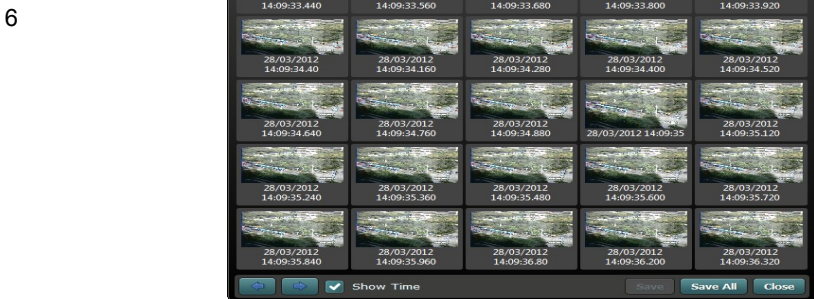 6
14:09:33.440 14:09:33.560 14:09:33.680 14:09:33.800 14:09:33.920
28/03/2012 28/03/2012 28/03/2012 28/03/2012 28/03/2012
14:09:34.40 14:09:34.160 14:09:34.280 14:09:34.400 14:09:34.520
28/03/2012 28/03/2012 28/03/2012 28/03/2012 14:09:35 28/03/2012
14:09:34.640 14:09:34.760 14:09:34.880 14:09:35.120
28/03/2012 28/03/2012 28/03/2012 28/03/2012 28/03/2012
14:09:35.240 14:09:35.360 14:09:35.480 14:09:35.600 14:09:35.720
28/03/2012 28/03/2012 28/03/2012 28/03/2012 28/03/2012
14:09:35.840 14:09:35.960 14:09:36.80 14:09:36.200 14:09:36.320
Show Time Save Save All Close